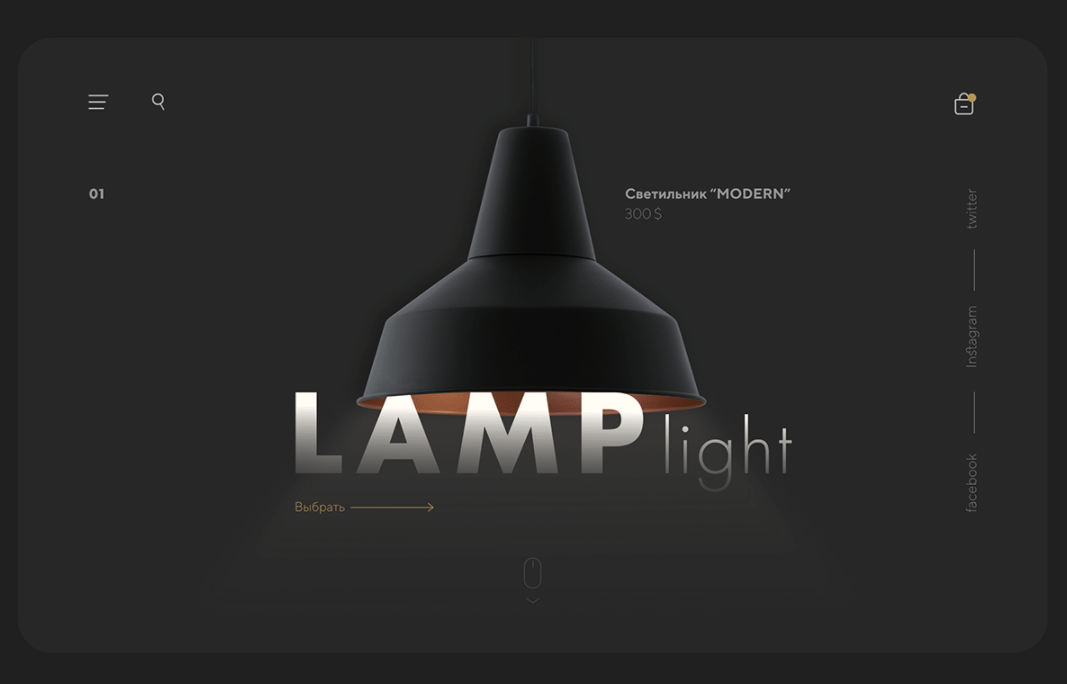 01
Светильник “MODERN”
300 $
twitter
Instagram
facebook
LAMP light
Выбрать